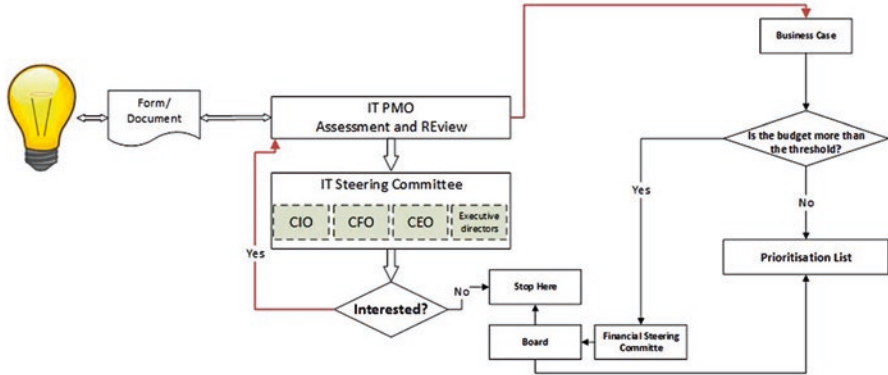 Business Case
Form/
Document
IT PMO
Assessment and REview
Is the budget more than
the threshold?
Yes
No
IT Steering Committee
CIO
CFO
CEO
Executive
directors
Yes
Prioritisation List
Interested?
No
Stop Here
Board
Financial Steering
Committe